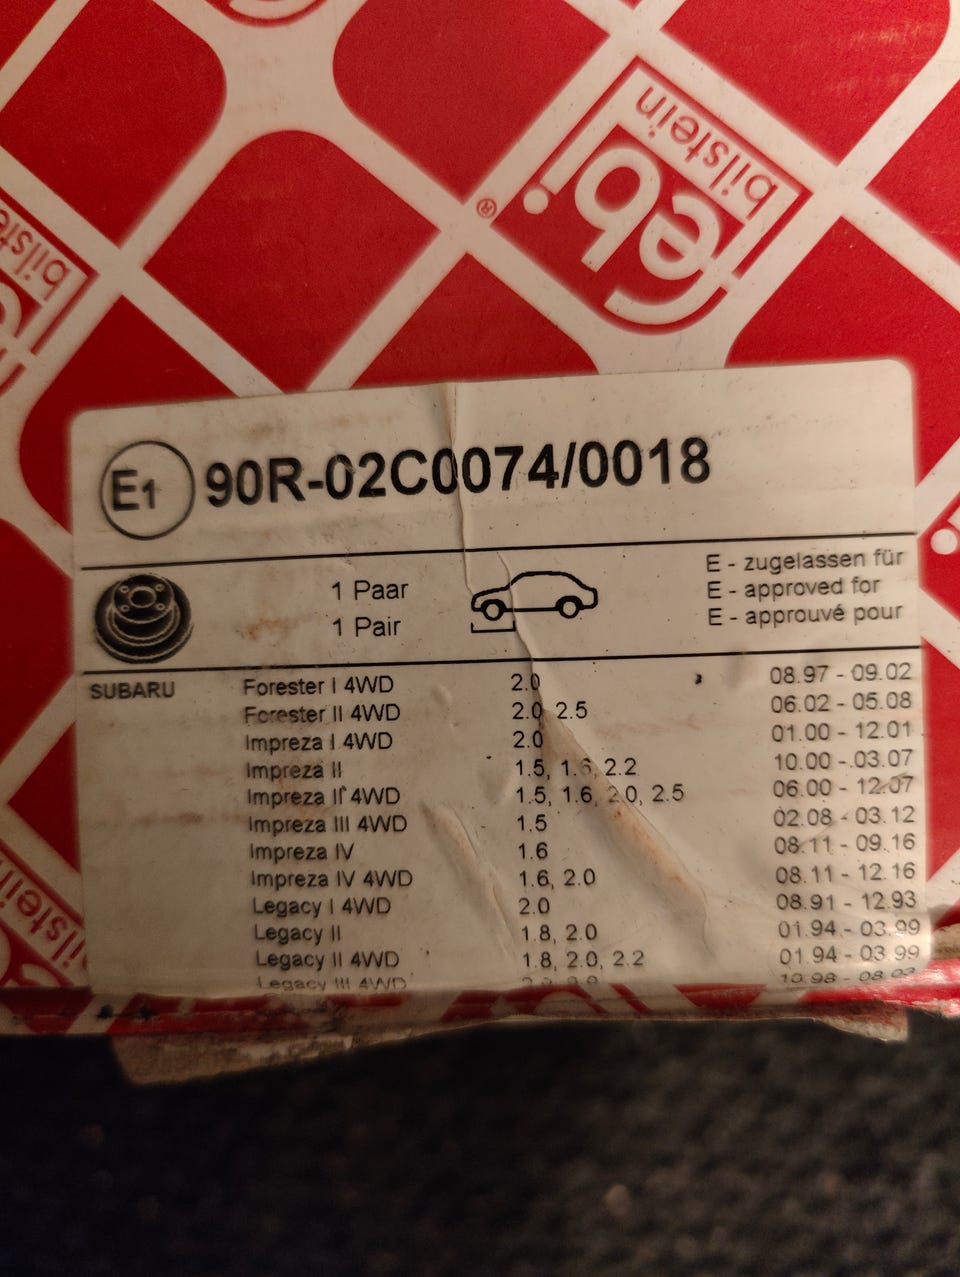 febi
bilstein
®
bilstein
bilstein
E1 90R-02C0074/0018
1 Paar
1 Pair
E - zugelassen für
E - approved for
E - approuvé pour
SUBARU Forester I 4WD 2.0 08.97 - 09.02
Forester II 4WD 2.0, 2.5 06.02 - 05.08
Impreza I 4WD 2.0 01.00 - 12.01
Impreza II 1.5, 1.6, 2.2 10.00 - 03.07
Impreza II 4WD 1.5, 1.6, 2.0, 2.5 06.00 - 12.07
Impreza III 4WD 1.5 02.08 - 03.12
Impreza IV 1.6 08.11 - 09.16
Impreza IV 4WD 1.6, 2.0 08.11 - 12.16
Legacy I 4WD 2.0 08.91 - 12.93
Legacy II 1.8, 2.0 01.94 - 03.99
Legacy II 4WD 1.8, 2.0, 2.2 01.94 - 03.99
Legacy III 4WD